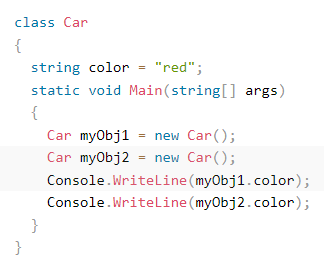 class Car
{
  string color = "red";
  static void Main(string[] args)
  {
    Car myObj1 = new Car();
    Car myObj2 = new Car();
    Console.WriteLine(myObj1.color);
    Console.WriteLine(myObj2.color);
  }
}